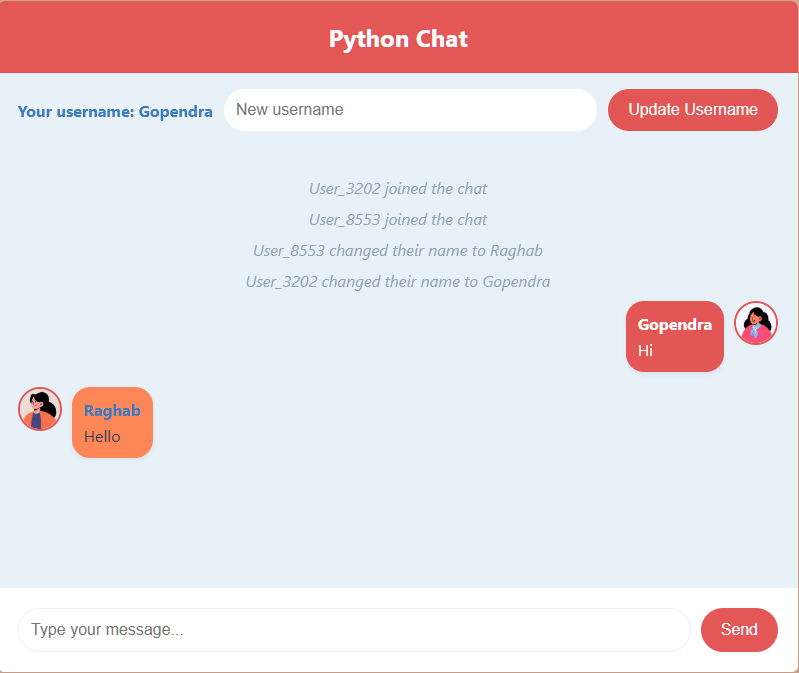 Python Chat
Your username: Gopendra
New username
Update Username
User_3202 joined the chat
User_8553 joined the chat
User_8553 changed their name to Raghab
User_3202 changed their name to Gopendra
Gopendra
Hi
Raghab
Hello
Type your message...
Send